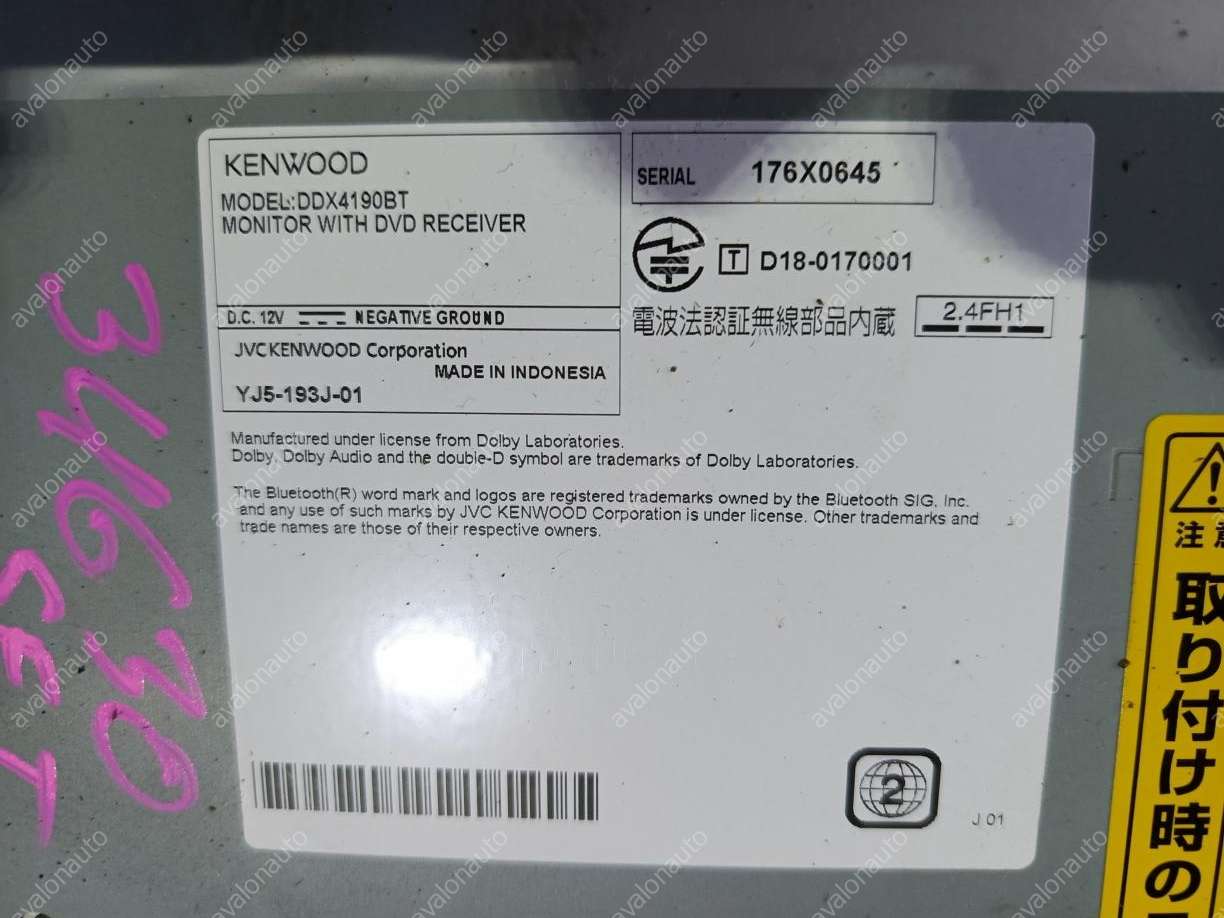 KENWOOD
MODEL:DDX4190BT
MONITOR WITH DVD RECEIVER
SERIAL 176X0645
T D18-0170001
電波法認証無線部品内蔵 2.4FH1
D.C. 12V NEGATIVE GROUND
JVCKENWOOD Corporation
MADE IN INDONESIA
YJ5-193J-01
Manufactured under license from Dolby Laboratories.
Dolby, Dolby Audio and the double-D symbol are trademarks of Dolby Laboratories.
The Bluetooth(R) word mark and logos are registered trademarks owned by the Bluetooth SIG, Inc.
and any use of such marks by JVC KENWOOD Corporation is under license. Other trademarks and
trade names are those of their respective owners.
2
J 01
34630
注意
取り付け時の
avalonauto